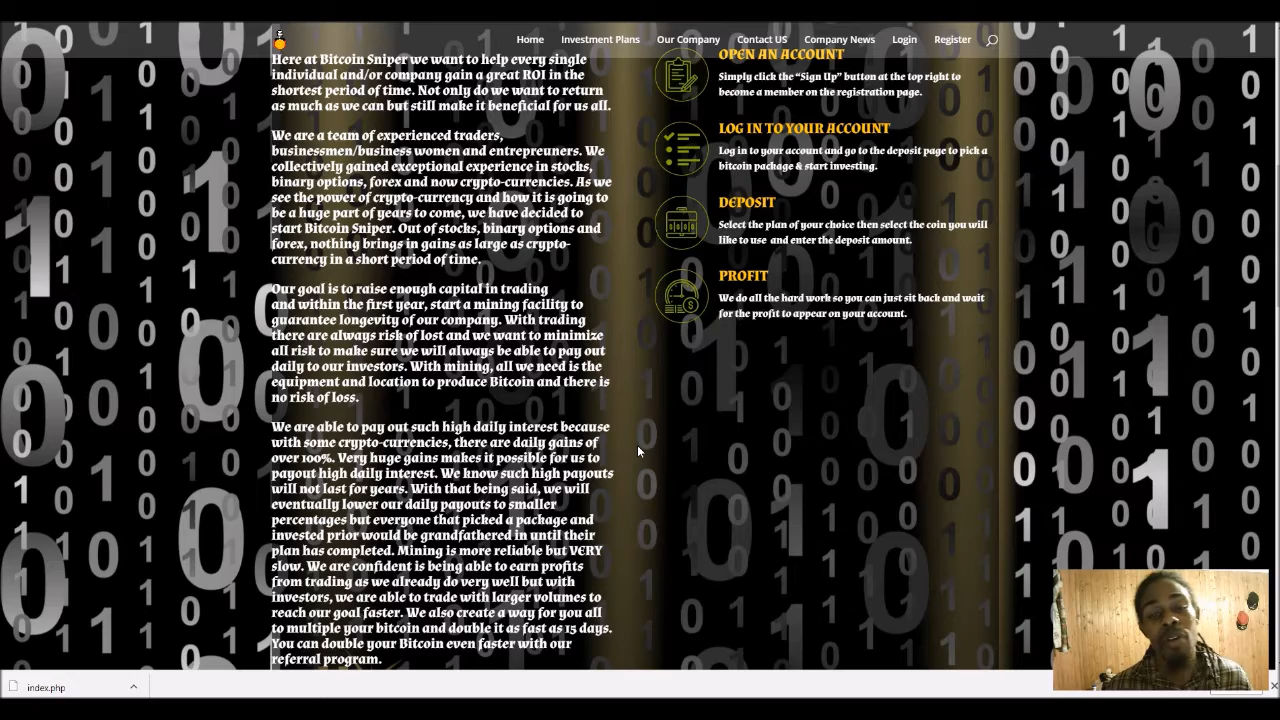 Home Investment Plans Our Company Contact US Company News Login Register
Here at Bitcoin Sniper we want to help every single
individual and/or company gain a great ROI in the
shortest period of time. Not only do we want to return
as much as we can but still make it beneficial for us all.
We are a team of experienced traders,
businessmen/business women and entrepreuners. We
collectively gained exceptional experience in stocks,
binary options, forex and now crypto-currencies. As we
see the power of crypto-currency and how it is going to
be a huge part of years to come, we have decided to
start Bitcoin Sniper. Out of stocks, binary options and
forex, nothing brings in gains as large as crypto-
currency in a short period of time.
Our goal is to raise enough capital in trading
and within the first year, start a mining facility to
guarantee longevity of our company. With trading
there are always risk of lost and we want to minimize
all risk to make sure we will always be able to pay out
daily to our investors. With mining, all we need is the
equipment and location to produce Bitcoin and there is
no risk of loss.
We are able to pay out such high daily interest because
with some crypto-currencies, there are daily gains of
over 100%. Very huge gains makes it possible for us to
payout high daily interest. We know such high payouts
will not last for years. With that being said, we will
eventually lower our daily payouts to smaller
percentages but everyone that picked a package and
invested prior would be grandfathered in until their
plan has completed. Mining is more reliable but VERY
slow. We are confident is being able to earn profits
from trading as we already do very well but with
investors, we are able to trade with larger volumes to
reach our goal faster. We also create a way for you all
to multiple your bitcoin and double it as fast as 15 days.
You can double your Bitcoin even faster with our
referral program.
OPEN AN ACCOUNT
Simply click the “Sign Up” button at the top right to
become a member on the registration page.
LOG IN TO YOUR ACCOUNT
Log in to your account and go to the deposit page to pick a
bitcoin package & start investing.
DEPOSIT
Select the plan of your choice then select the coin you will
like to use and enter the deposit amount.
PROFIT
We do all the hard work so you can just sit back and wait
for the profit to appear on your account.
index.php